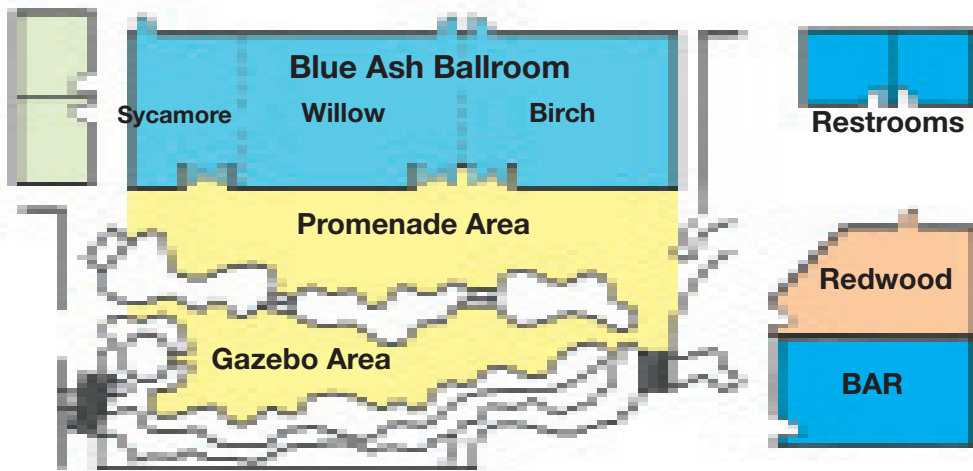 Blue Ash Ballroom
Sycamore Willow Birch
Restrooms
Promenade Area
Redwood
Gazebo Area
BAR